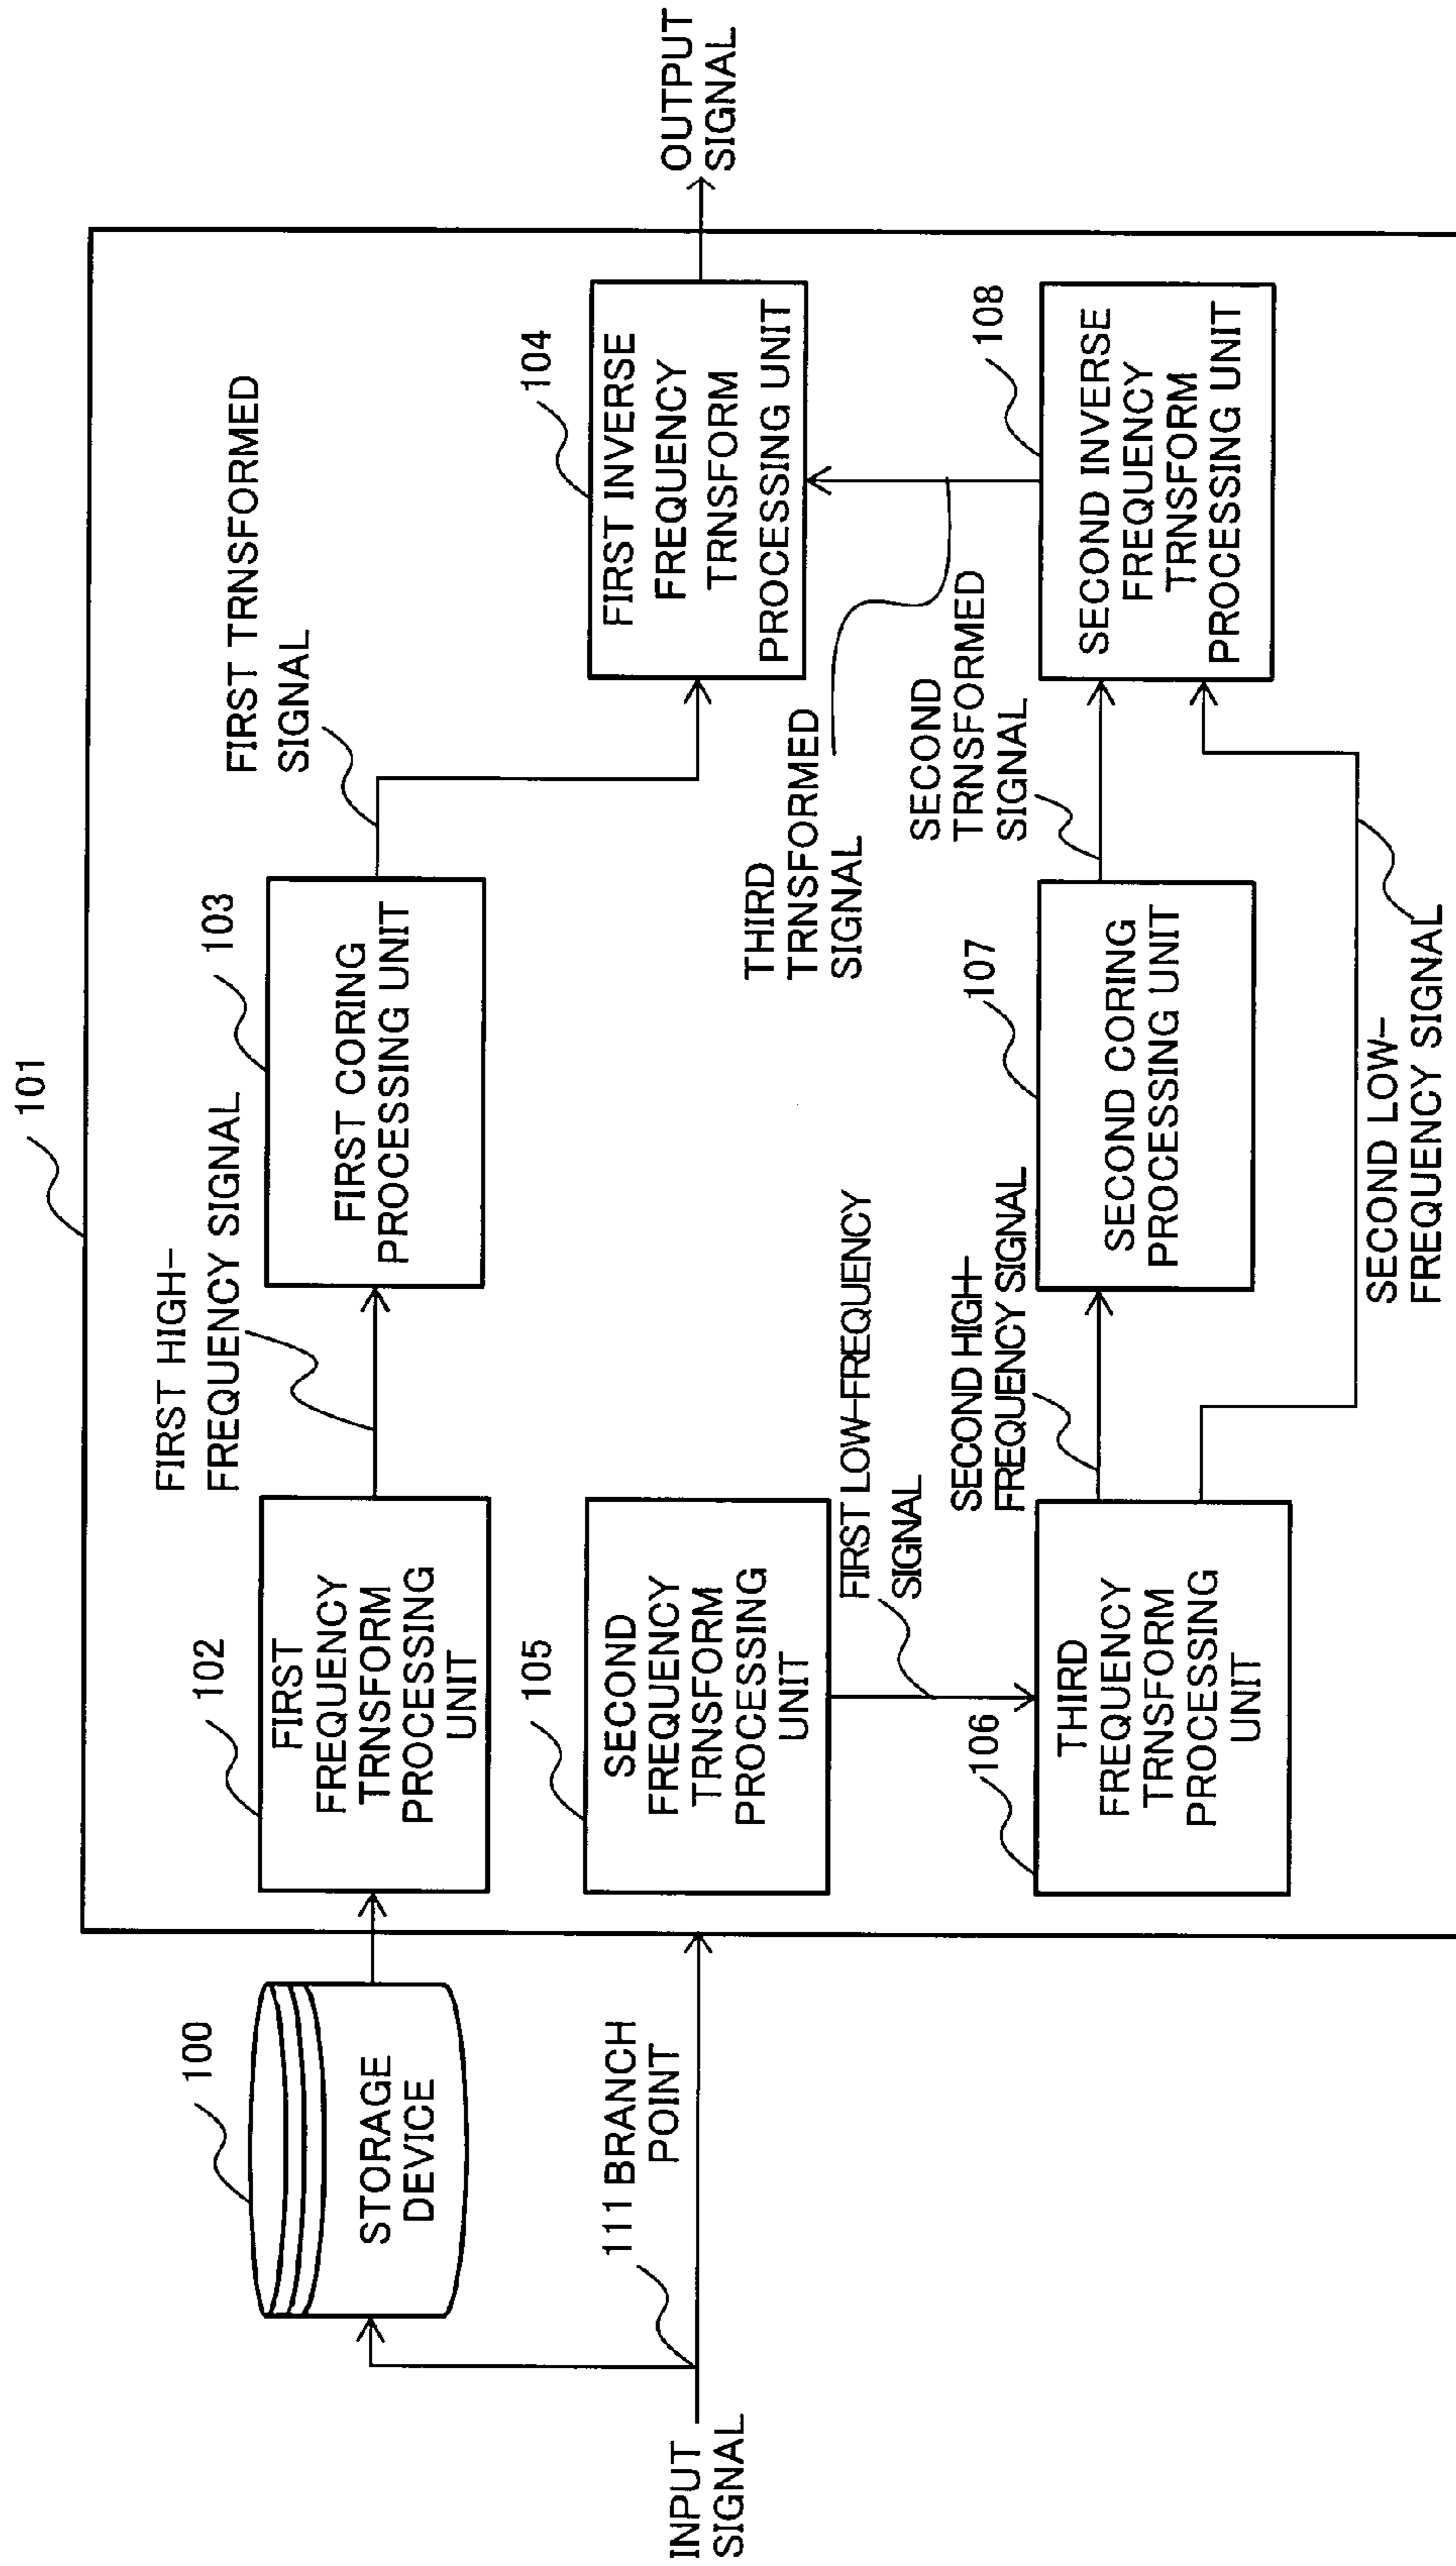 101
100
STORAGE
DEVICE
111 BRANCH
POINT
INPUT
SIGNAL
102
FIRST
FREQUENCY
TRNSFORM
PROCESSING
UNIT
FIRST HIGH-
FREQUENCY SIGNAL
103
FIRST CORING
PROCESSING UNIT
FIRST TRNSFORMED
SIGNAL
104
FIRST INVERSE
FREQUENCY
TRNSFORM
PROCESSING UNIT
OUTPUT
SIGNAL
105
SECOND
FREQUENCY
TRNSFORM
PROCESSING
UNIT
FIRST LOW-FREQUENCY
SIGNAL
THIRD
TRNSFORMED
SIGNAL
106
THIRD
FREQUENCY
TRNSFORM
PROCESSING
UNIT
SECOND HIGH-
FREQUENCY SIGNAL
107
SECOND CORING
PROCESSING UNIT
SECOND
TRNSFORMED
SIGNAL
108
SECOND INVERSE
FREQUENCY
TRNSFORM
PROCESSING UNIT
SECOND LOW-
FREQUENCY SIGNAL